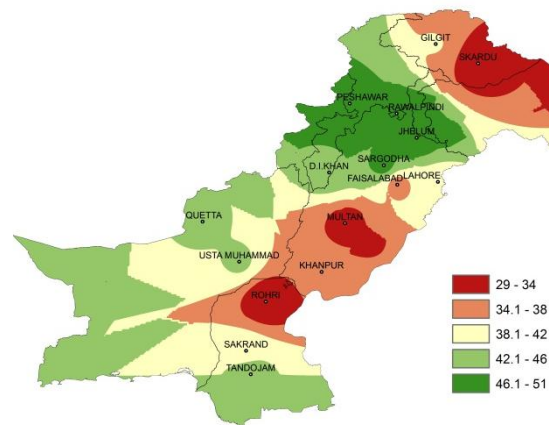 GILGIT
SKARDU
PESHAWAR
RAWALPINDI
JHBLUM
SARGODHA
D.I.KHAN
FAISALABAD
LAHORE
QUETTA
MULTAN
USTA MUHAMMAD
KHANPUR
ROHRI
SAKRAND
TANDOJAM
29 - 34
34.1 - 38
38.1 - 42
42.1 - 46
46.1 - 51